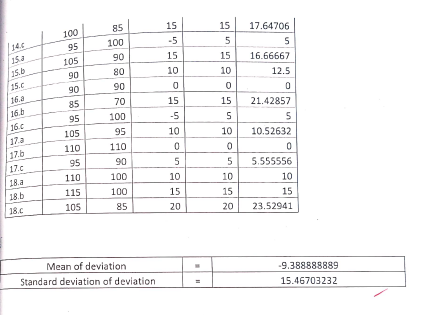 14.c 100 85 15 15 17.64706
15.a 95 100 -5 5 5
15.b 105 90 15 15 16.66667
15.c 90 80 10 10 12.5
16.a 90 90 0 0 0
16.b 85 70 15 15 21.42857
16.c 95 100 -5 5 5
17.a 105 95 10 10 10.52632
17.b 110 110 0 0 0
17.c 95 90 5 5 5.555556
18.a 110 100 10 10 10
18.b 115 100 15 15 15
18.c 105 85 20 20 23.52941
Mean of deviation = -9.388888889
Standard deviation of deviation = 15.46703232